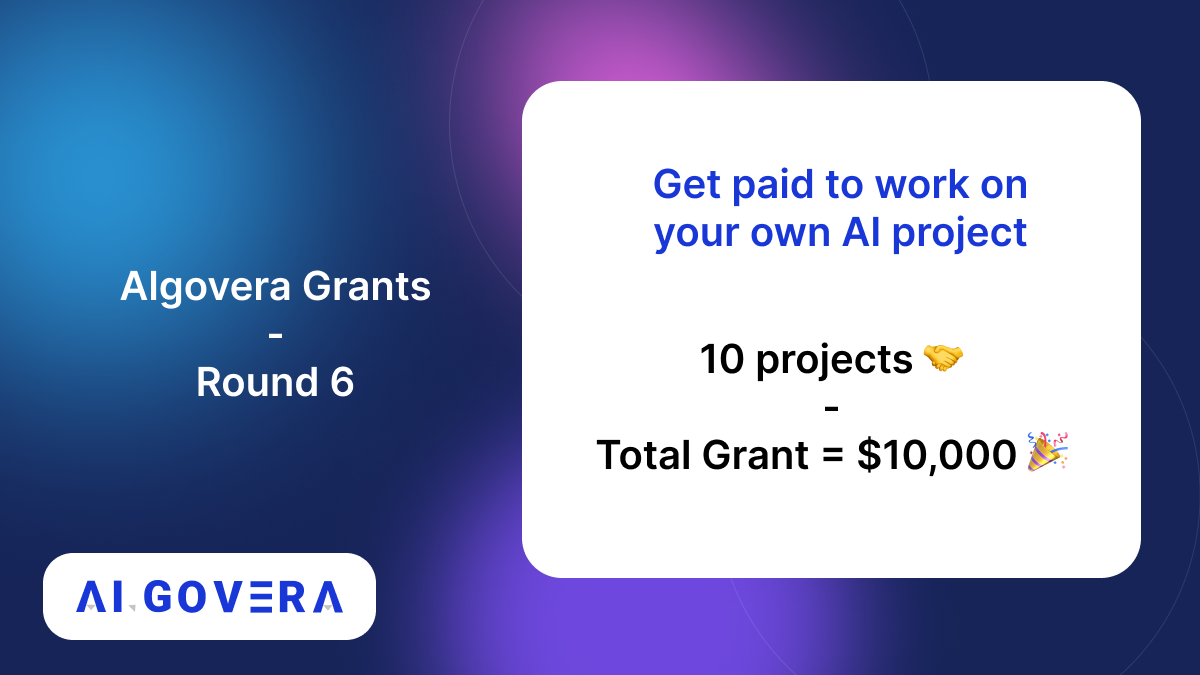 Algovera Grants
-
Round 6
ALGOVERA
Get paid to work on
your own AI project
10 projects 🤝
-
Total Grant = $10,000 🎉